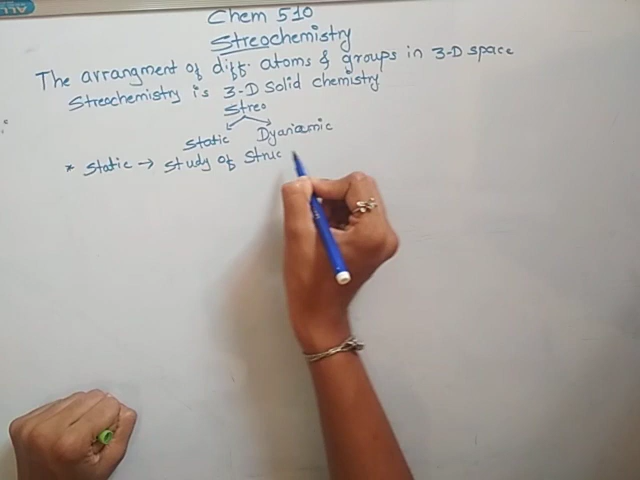 Chem 510
Streochemistry
The arrangment of diff. atoms & groups in 3-D space
Streochemistry is 3-D Solid chemistry
Streo
Static Dyanamic
* Static → Study of Struc